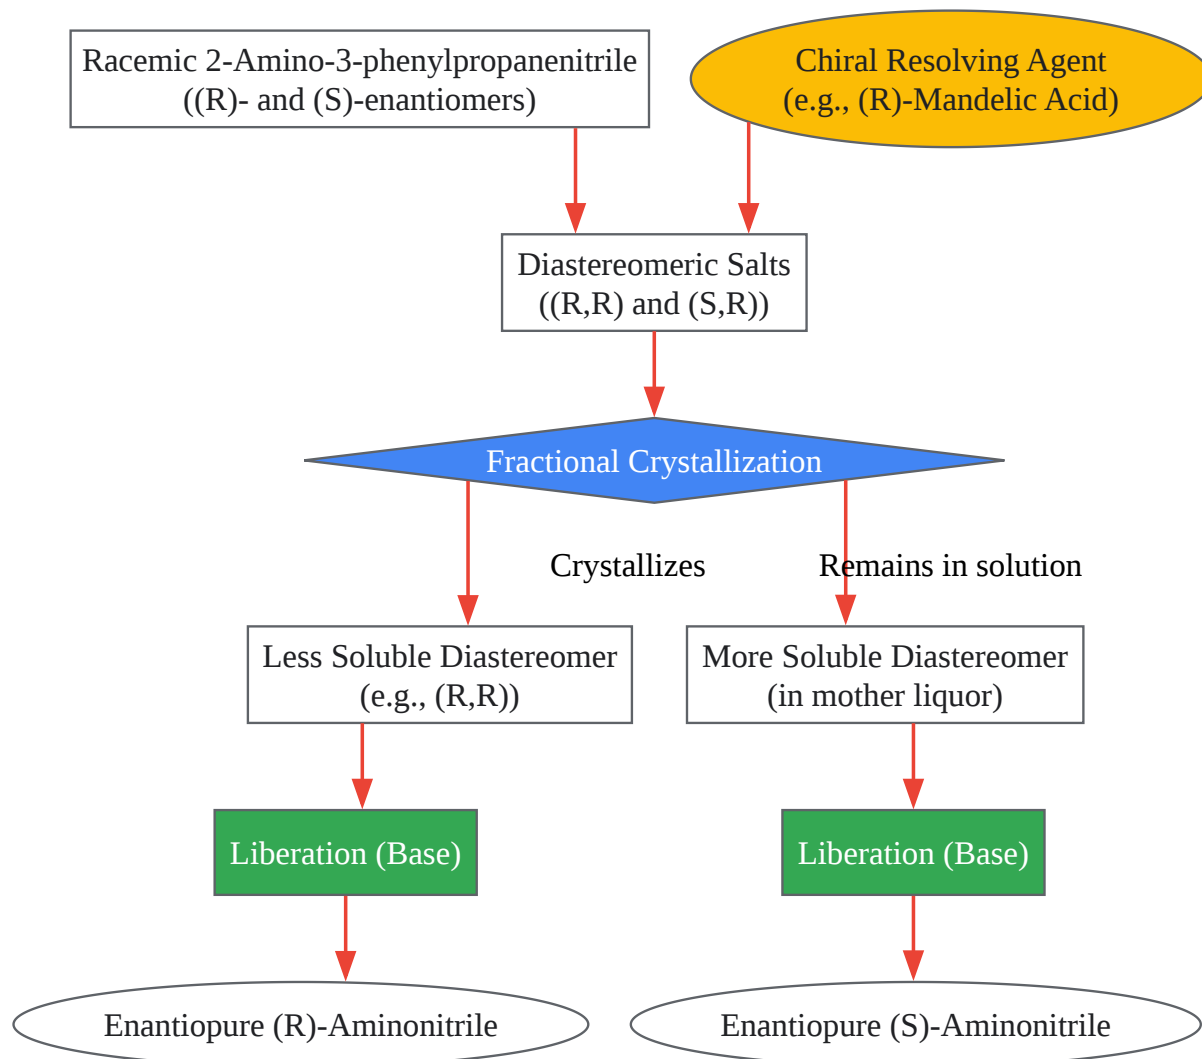 Racemic 2-Amino-3-phenylpropanenitrile
((R)- and (S)-enantiomers)
Chiral Resolving Agent
(e.g., (R)-Mandelic Acid)
Diastereomeric Salts
((R,R) and (S,R))
Fractional Crystallization
Crystallizes
Remains in solution
Less Soluble Diastereomer
(e.g., (R,R))
More Soluble Diastereomer
(in mother liquor)
Liberation (Base)
Liberation (Base)
Enantiopure (R)-Aminonitrile
Enantiopure (S)-Aminonitrile